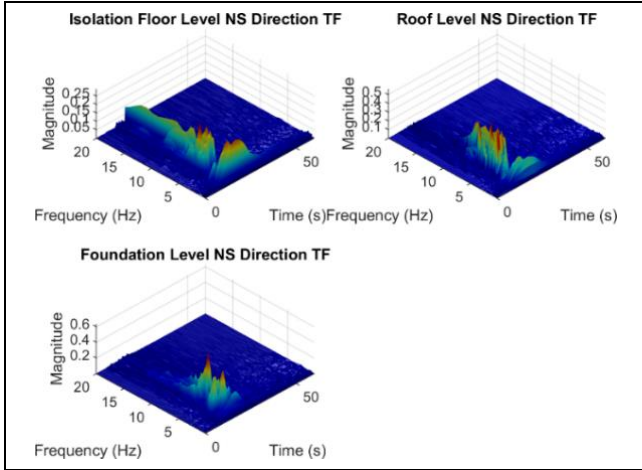 Isolation Floor Level NS Direction TF
Magnitude
0.25
0.2
0.15
0.1
0.05
20
15
10
5
0
50
Frequency (Hz)
Time (s)
Roof Level NS Direction TF
Magnitude
0.5
0.4
0.3
0.2
0.1
20
15
10
5
0
50
Frequency (Hz)
Time (s)
Foundation Level NS Direction TF
Magnitude
0.6
0.4
0.2
20
15
10
5
0
50
Frequency (Hz)
Time (s)